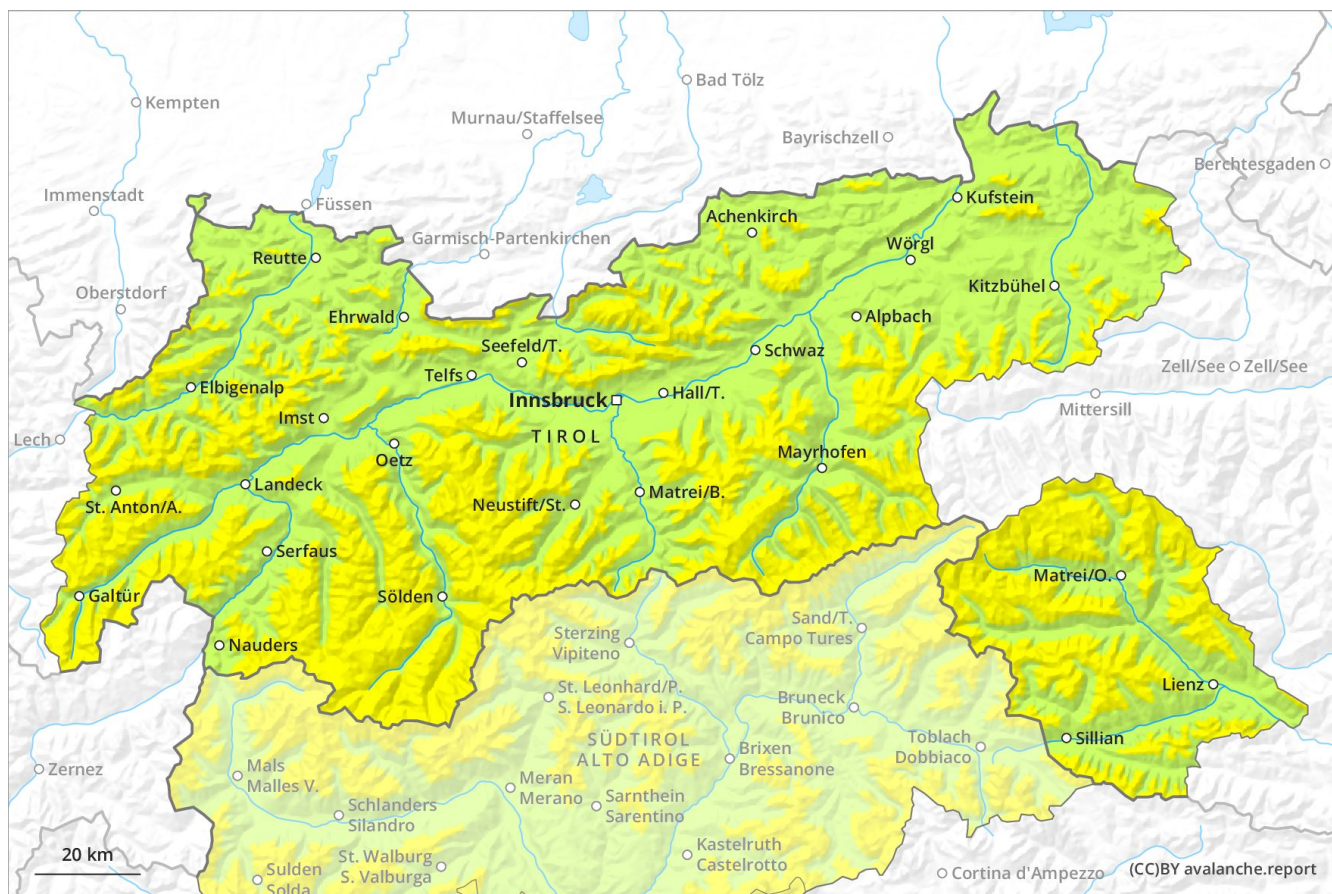 Kempten
Bad Tölz
Murnau/Staffelsee
Bayrischzell
Berchtesgaden
Immenstadt
Füssen
Kufstein
Achenkirch
Garmisch-Partenkirchen
Wörgl
Reutte
Kitzbühel
Oberstdorf
Ehrwald
Alpbach
Seefeld/T.
Schwaz
Telfs
Zell/See
Zell/See
Elbigenalp
Hall/T.
Innsbruck
Mittersill
Imst
Lech
TIROL
Mayrhofen
Oetz
Landeck
Matrei/B.
St. Anton/A.
Neustift/St.
Serfaus
Matrei/O.
Galtür
Sölden
Sand/T.
Campo Tures
Sterzing
Vipiteno
Nauders
Lienz
St. Leonhard/P.
S. Leonardo i. P.
Bruneck
Brunico
Sillian
SÜDTIROL
ALTO ADIGE
Toblach
Dobbiaco
Brixen
Bressanone
Zernez
Mals
Malles V.
Meran
Merano
Sarnthein
Sarentino
Schlanders
Silandro
20 km
St. Walburg
S. Valburga
Kastelruth
Castelrotto
Sulden
Solda
Cortina d'Ampezzo
(CC)BY avalanche.report